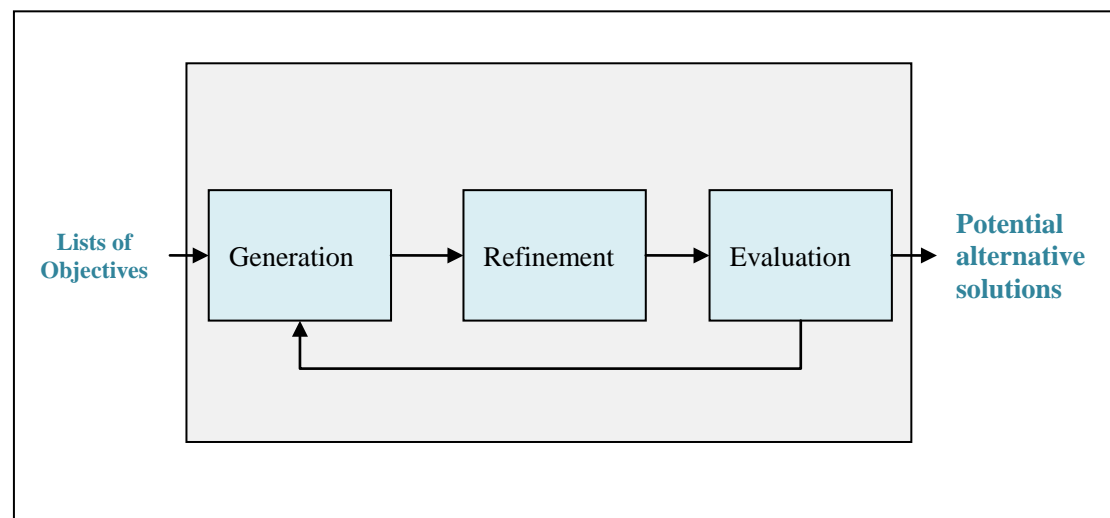 Lists of
Objectives
Generation
Refinement
Evaluation
Potential
alternative
solutions